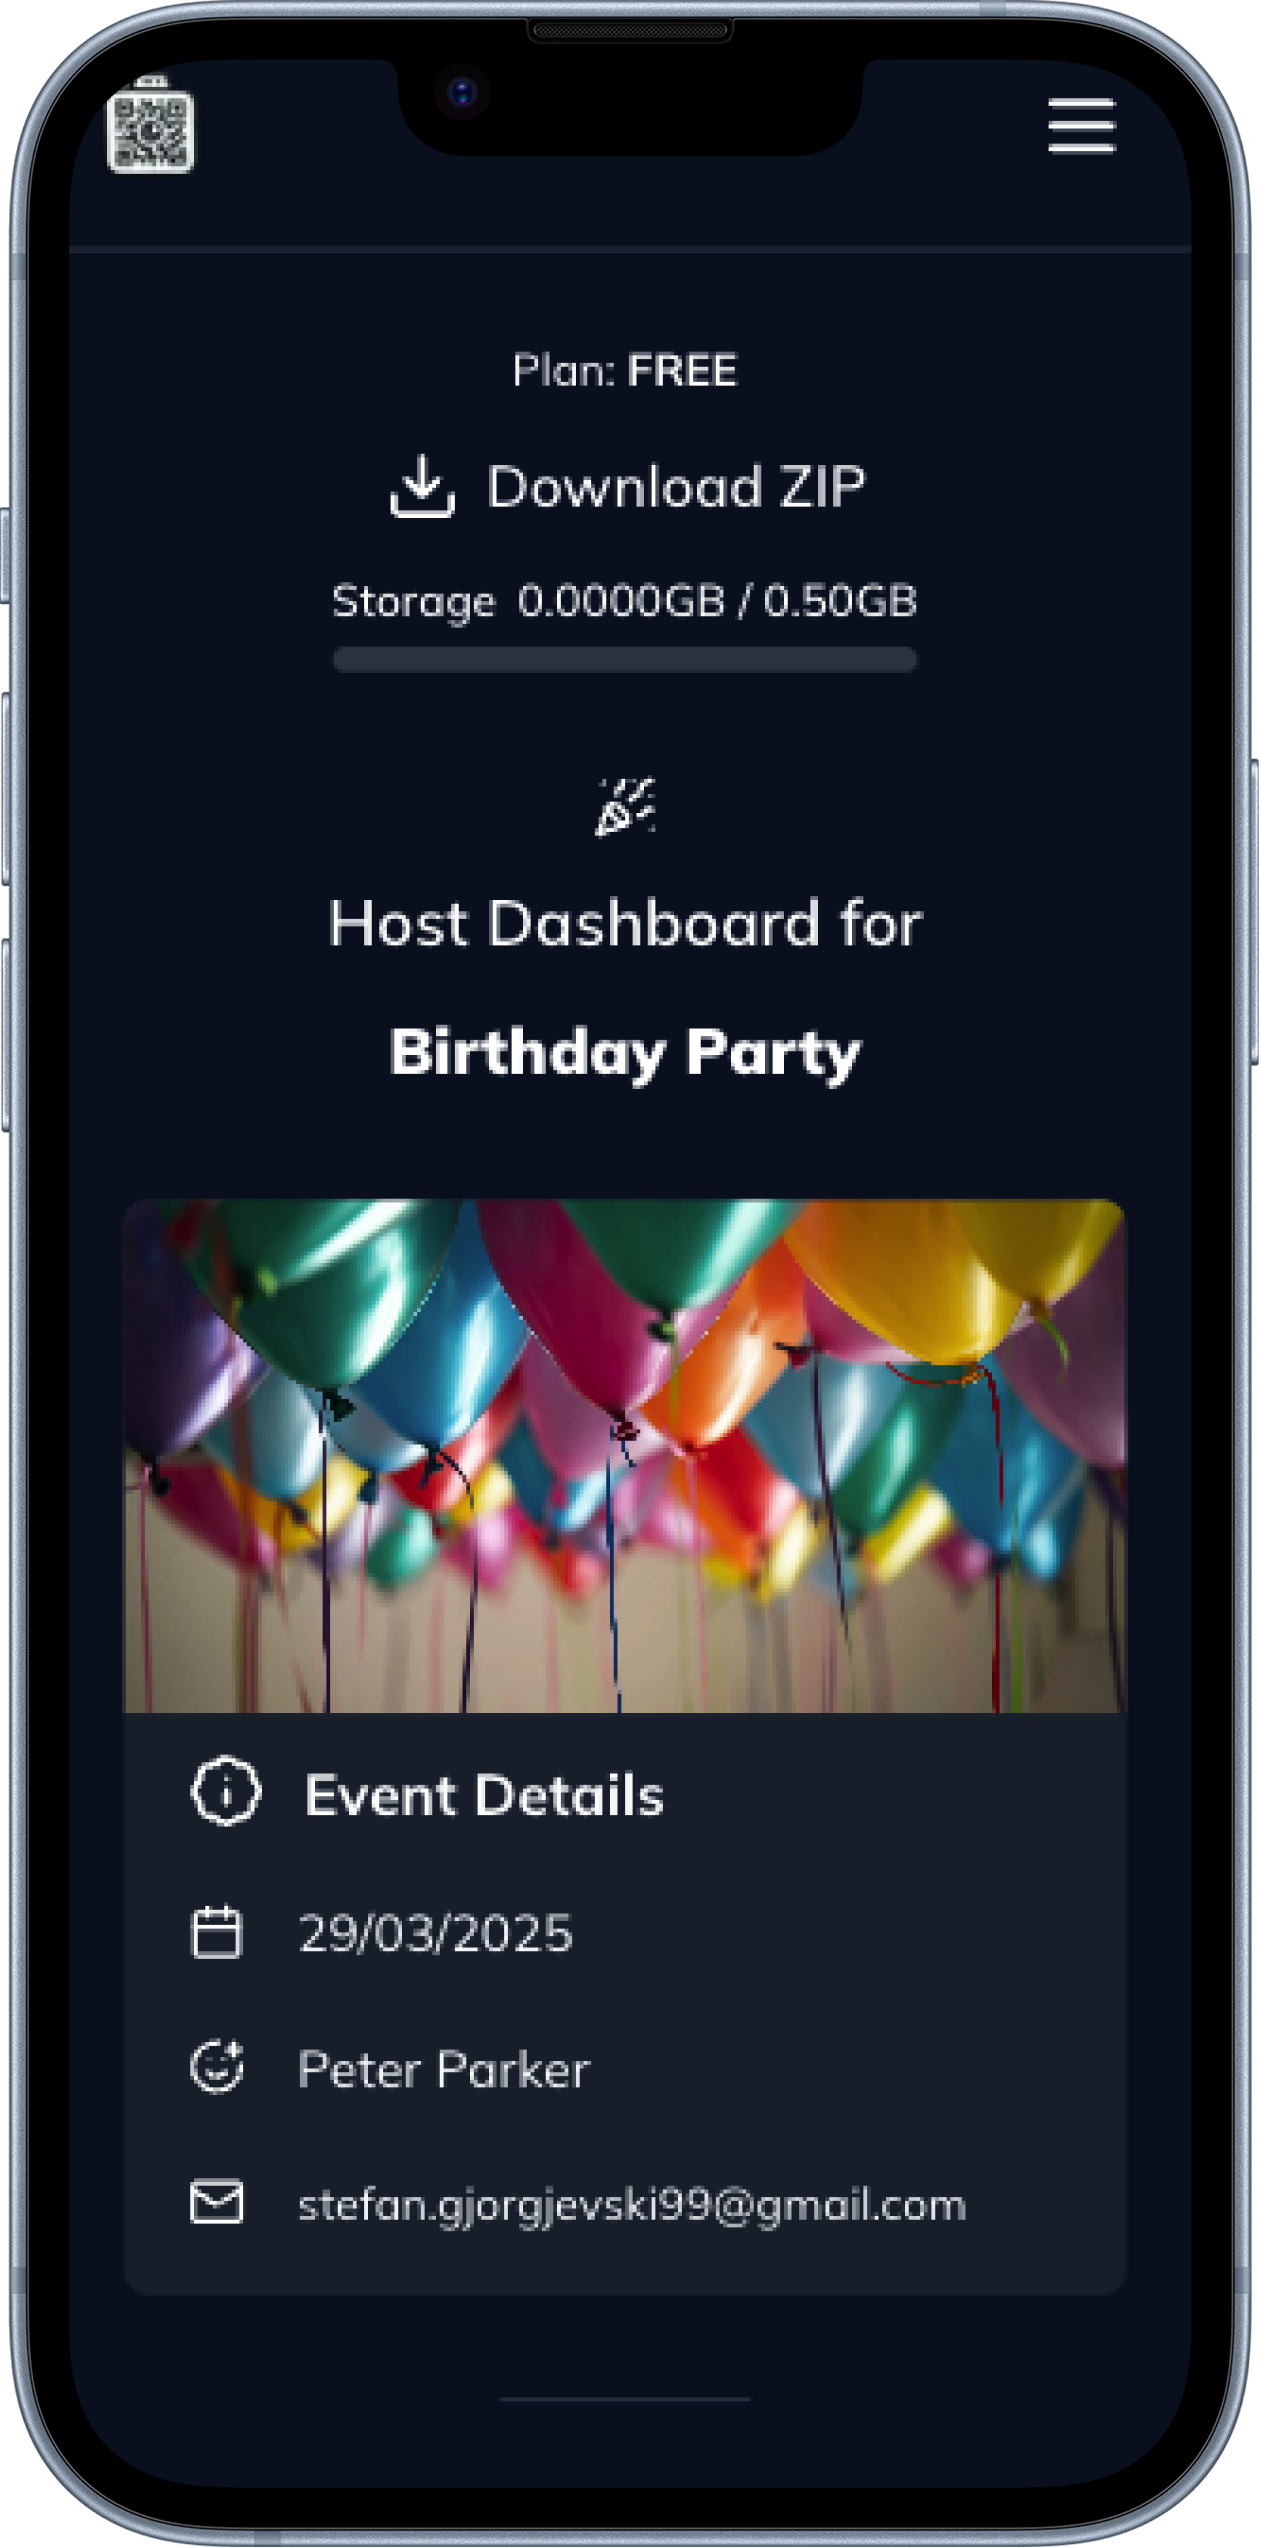 Plan: FREE
Download ZIP
Storage 0.0000GB / 0.50GB
Host Dashboard for
Birthday Party
Event Details
29/03/2025
Peter Parker
stefan.gjorgjevski99@gmail.com